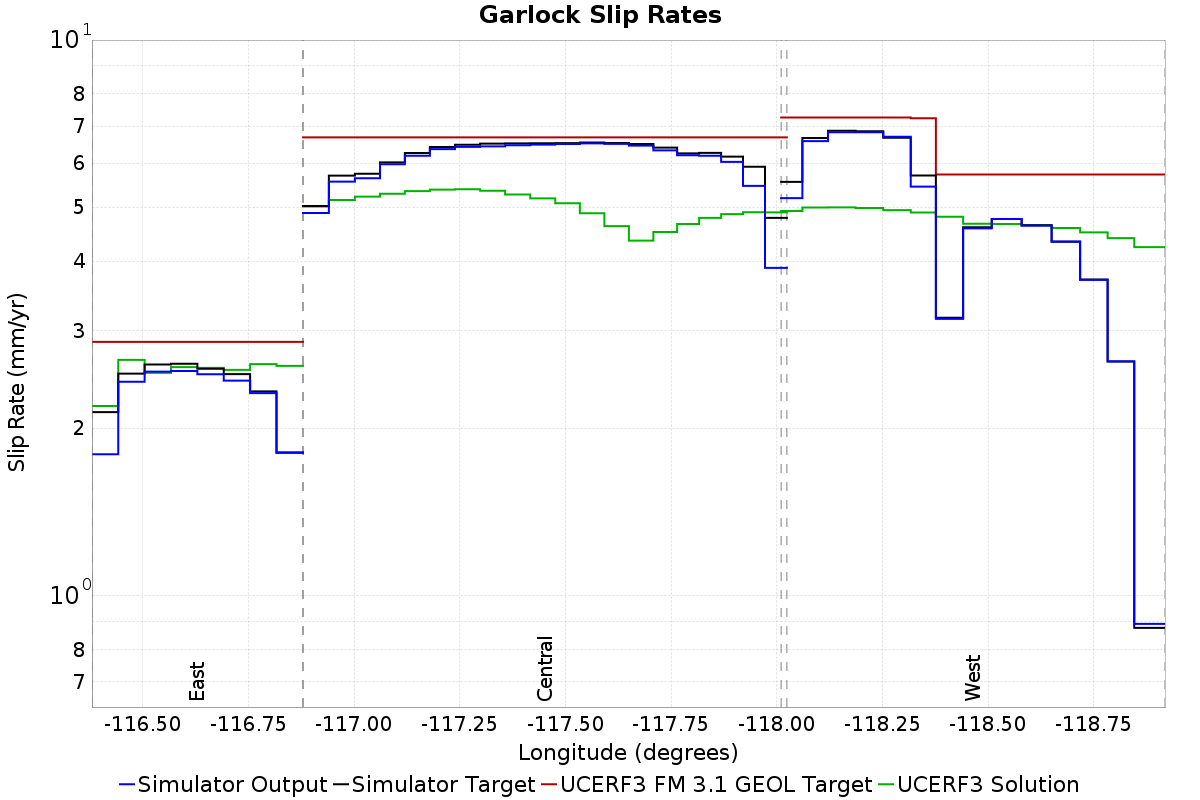 Garlock Slip Rates
10^1
8
7
6
5
4
3
2
10^0
8
7
Slip Rate (mm/yr)
East
Central
West
-116.50 -116.75 -117.00 -117.25 -117.50 -117.75 -118.00 -118.25 -118.50 -118.75
Longitude (degrees)
Simulator Output Simulator Target UCERF3 FM 3.1 GEOL Target UCERF3 Solution